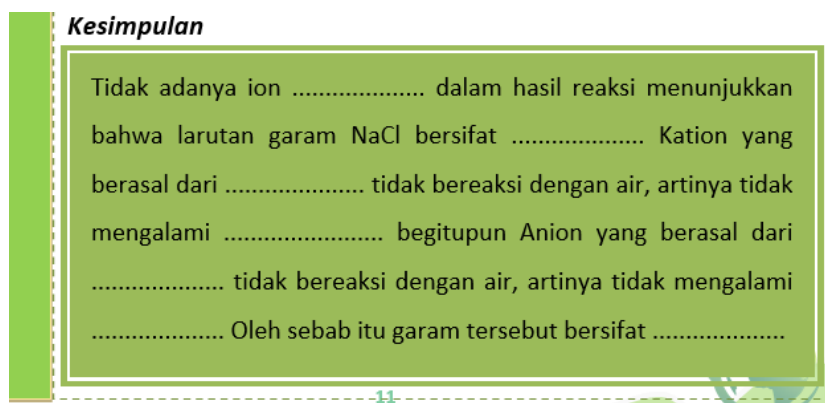 Kesimpulan
Tidak adanya ion .................... dalam hasil reaksi menunjukkan
bahwa larutan garam NaCl bersifat .................... Kation yang
berasal dari ..................... tidak bereaksi dengan air, artinya tidak
mengalami ........................ begitupun Anion yang berasal dari
.................... tidak bereaksi dengan air, artinya tidak mengalami
.................... Oleh sebab itu garam tersebut bersifat ....................
11